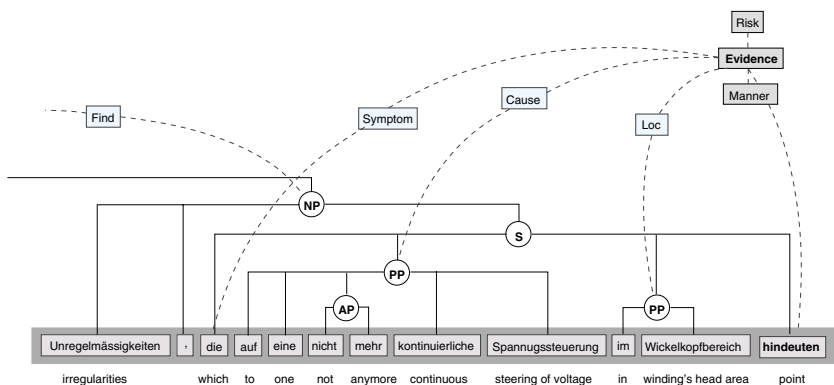 Risk
Evidence
Manner
Cause
Symptom
Loc
Find
NP
S
PP
AP
PP
Unregelmässigkeiten , die auf eine nicht mehr kontinuierliche Spannugssteuerung im Wickelkopfbereich hindeuten
irregularities which to one not anymore continuous steering of voltage in winding's head area point